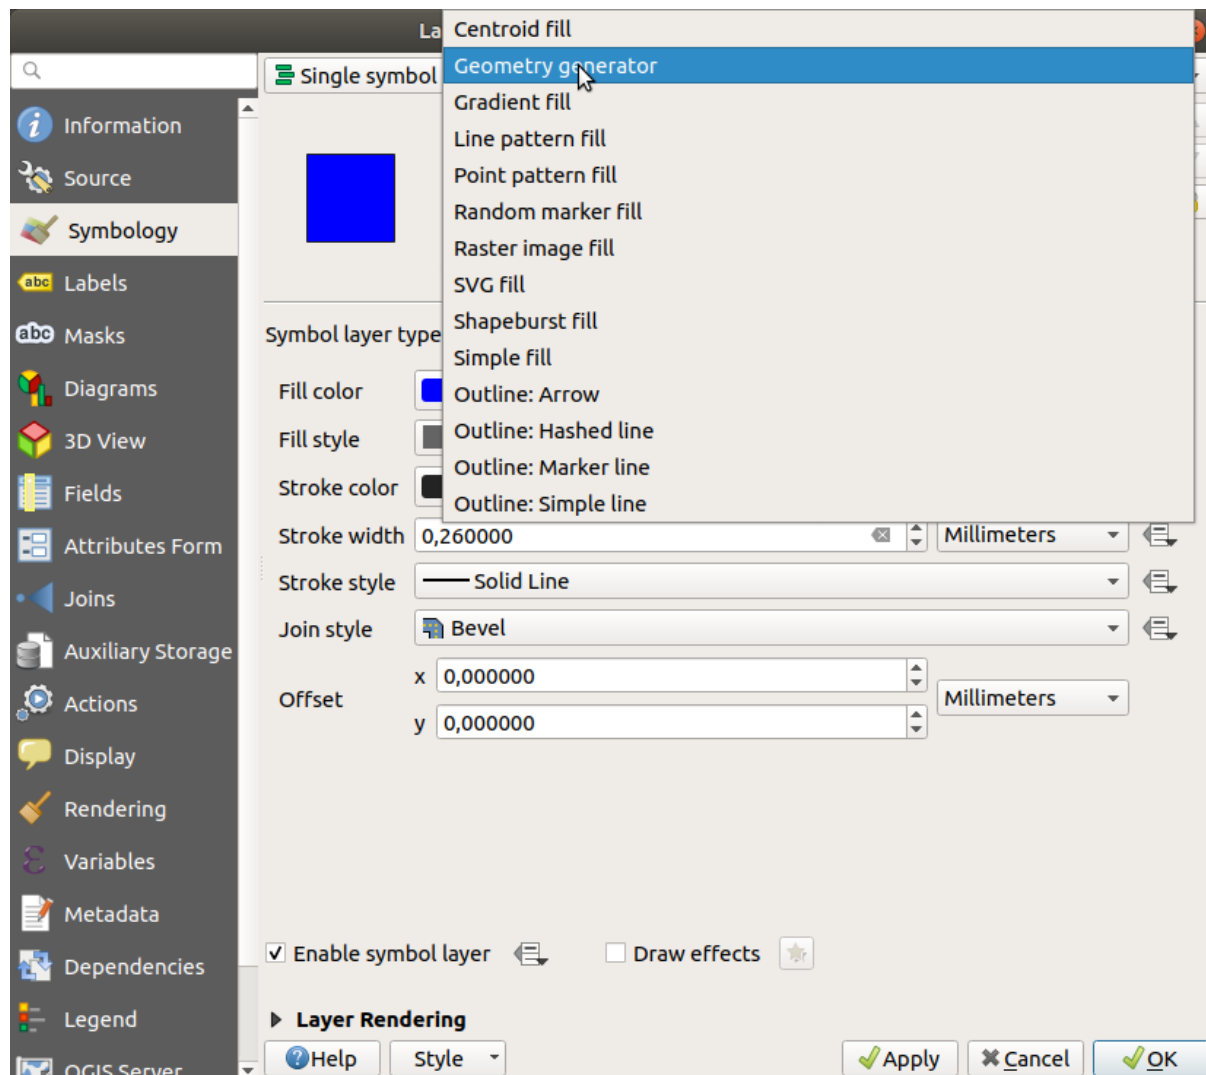 La
Centroid fill
Geometry generator
Gradient fill
Line pattern fill
Point pattern fill
Random marker fill
Raster image fill
SVG fill
Shapeburst fill
Simple fill
Outline: Arrow
Outline: Hashed line
Outline: Marker line
Outline: Simple line
Single symbol
Information
Source
Symbology
abc Labels
abc Masks
Diagrams
3D View
Fields
Attributes Form
Joins
Auxiliary Storage
Actions
Display
Rendering
Variables
Metadata
Dependencies
Legend
QGIS Server
Symbol layer type
Fill color
Fill style
Stroke color
Stroke width 0,260000 Millimeters
Stroke style Solid Line
Join style Bevel
Offset
x 0,000000
y 0,000000
Millimeters
Enable symbol layer Draw effects
Layer Rendering
Help Style Apply Cancel OK